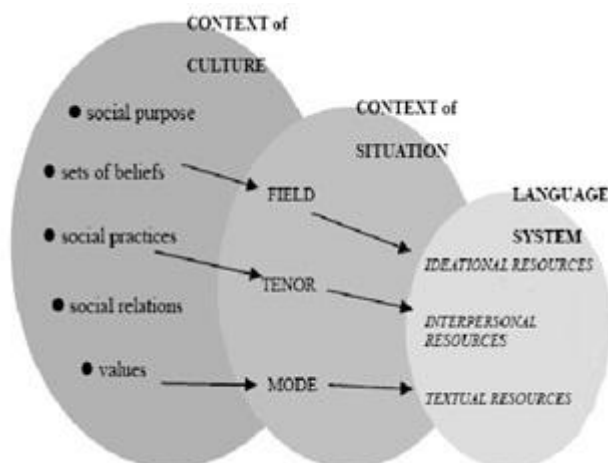 CONTEXT of
CULTURE
● social purpose
● sets of beliefs
● social practices
● social relations
● values
CONTEXT of
SITUATION
FIELD
TENOR
MODE
LANGUAGE
SYSTEM
IDEATIONAL RESOURCES
INTERPERSONAL
RESOURCES
TEXTUAL RESOURCES